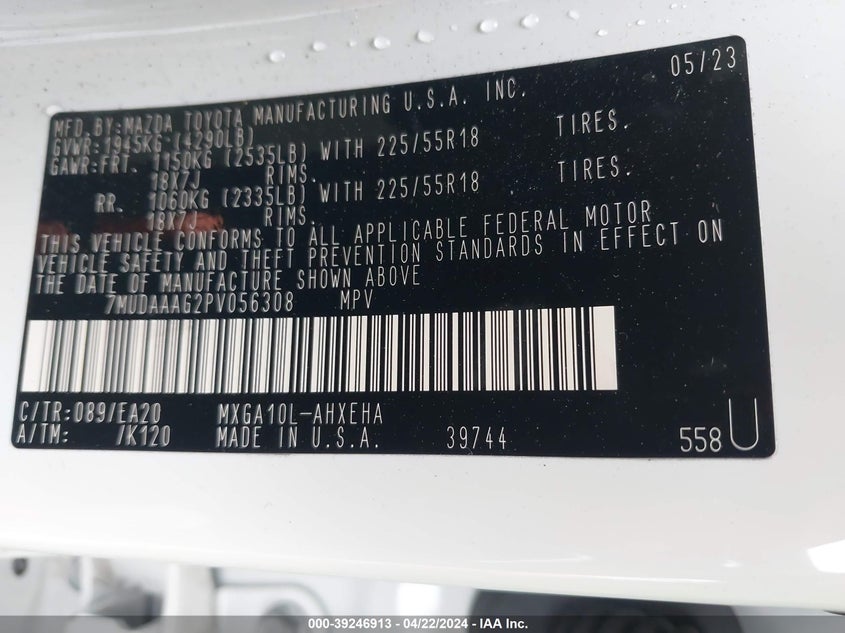 05/23
MFD.BY:MAZDA TOYOTA MANUFACTURING U.S.A. INC.
GVWR:1945KG (4290LB)
GAWR:FRT. 1150KG (2535LB) WITH 225/55R18 TIRES.
18X7J RIMS.
RR. 1060KG (2335LB) WITH 225/55R18 TIRES.
18X7J RIMS.
THIS VEHICLE CONFORMS TO ALL APPLICABLE FEDERAL MOTOR
VEHICLE SAFETY AND THEFT PREVENTION STANDARDS IN EFFECT ON
THE DATE OF MANUFACTURE SHOWN ABOVE
7MUDAAAG2PV056308 MPV
C/TR:089/EA20 MXGA10L-AHXEHA
A/TM: /K120 MADE IN U.S.A. 39744 558U
000-39246913 - 04/22/2024 - IAA Inc.